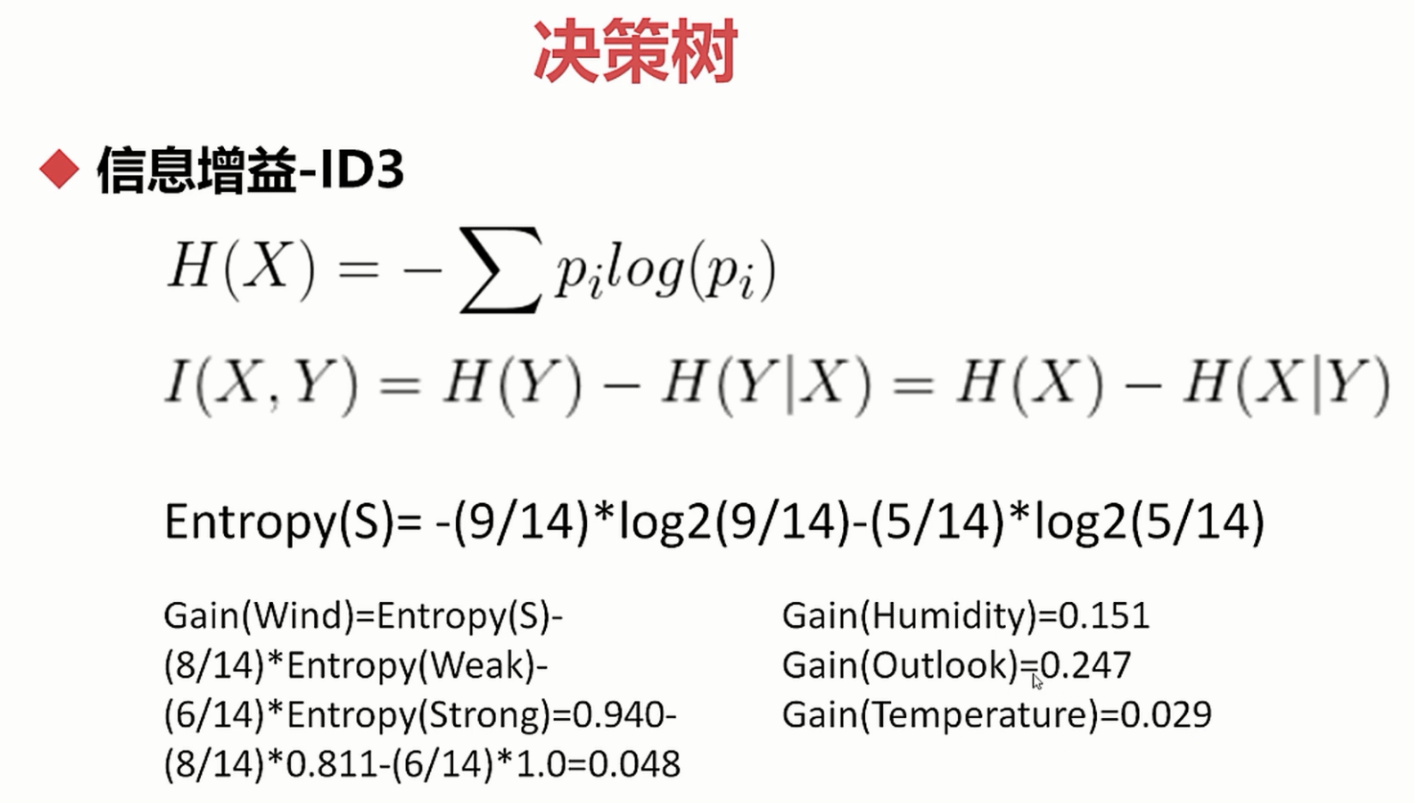 决策树
信息增益-ID3
H(X) = -∑ p_i log(p_i)
I(X, Y) = H(Y) - H(Y|X) = H(X) - H(X|Y)
Entropy(S)= -(9/14)*log2(9/14)-(5/14)*log2(5/14)
Gain(Wind)=Entropy(S)-
(8/14)*Entropy(Weak)-
(6/14)*Entropy(Strong)=0.940-
(8/14)*0.811-(6/14)*1.0=0.048
Gain(Humidity)=0.151
Gain(Outlook)=0.247
Gain(Temperature)=0.029